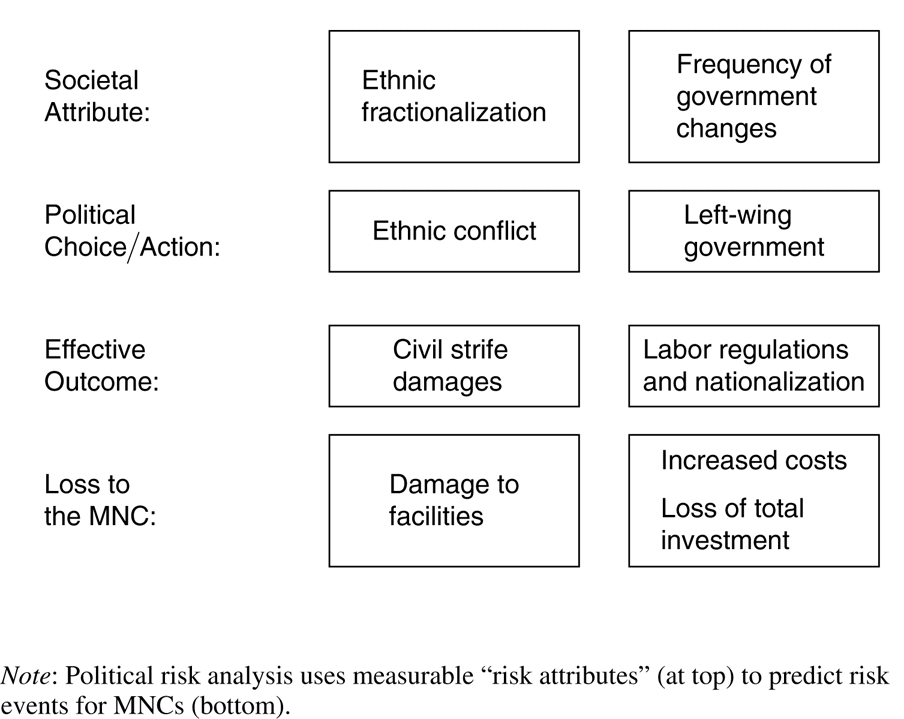 Societal
Attribute:
Ethnic
fractionalization
Frequency of
government
changes
Political
Choice/Action:
Ethnic conflict
Left-wing
government
Effective
Outcome:
Civil strife
damages
Labor regulations
and nationalization
Loss to
the MNC:
Damage to
facilities
Increased costs
Loss of total
investment
Note: Political risk analysis uses measurable “risk attributes” (at top) to predict risk
events for MNCs (bottom).